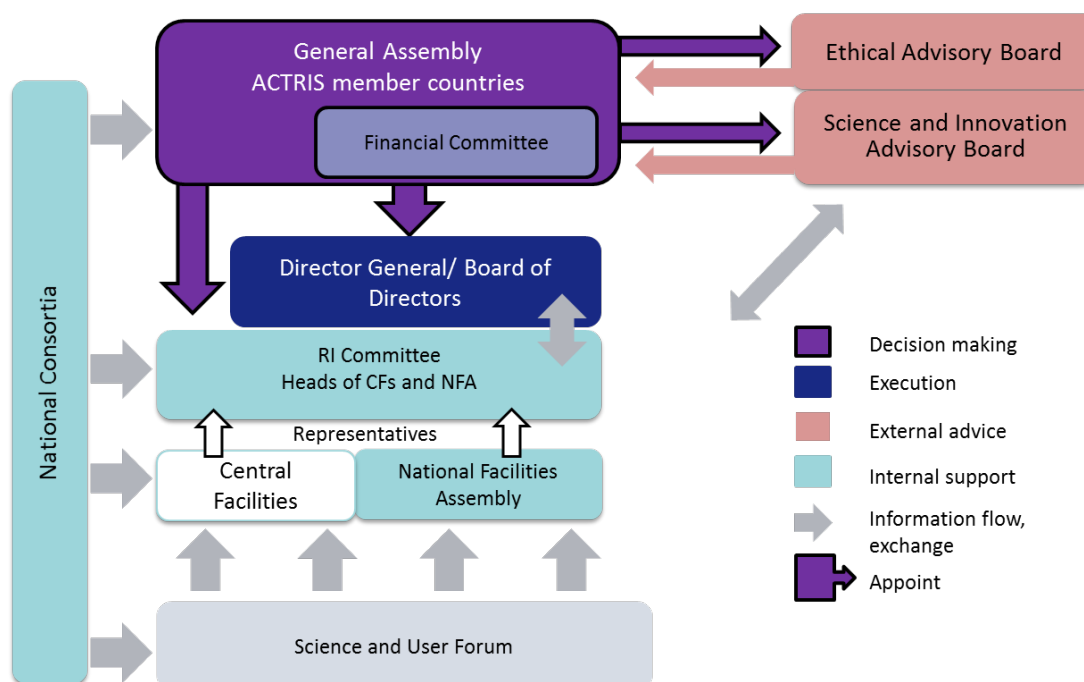 General Assembly
ACTRIS member countries
Financial Committee
Ethical Advisory Board
Science and Innovation
Advisory Board
National Consortia
Director General/ Board of
Directors
RI Committee
Heads of CFs and NFA
Representatives
Central
Facilities
National Facilities
Assembly
Science and User Forum
Decision making
Execution
External advice
Internal support
Information flow,
exchange
Appoint